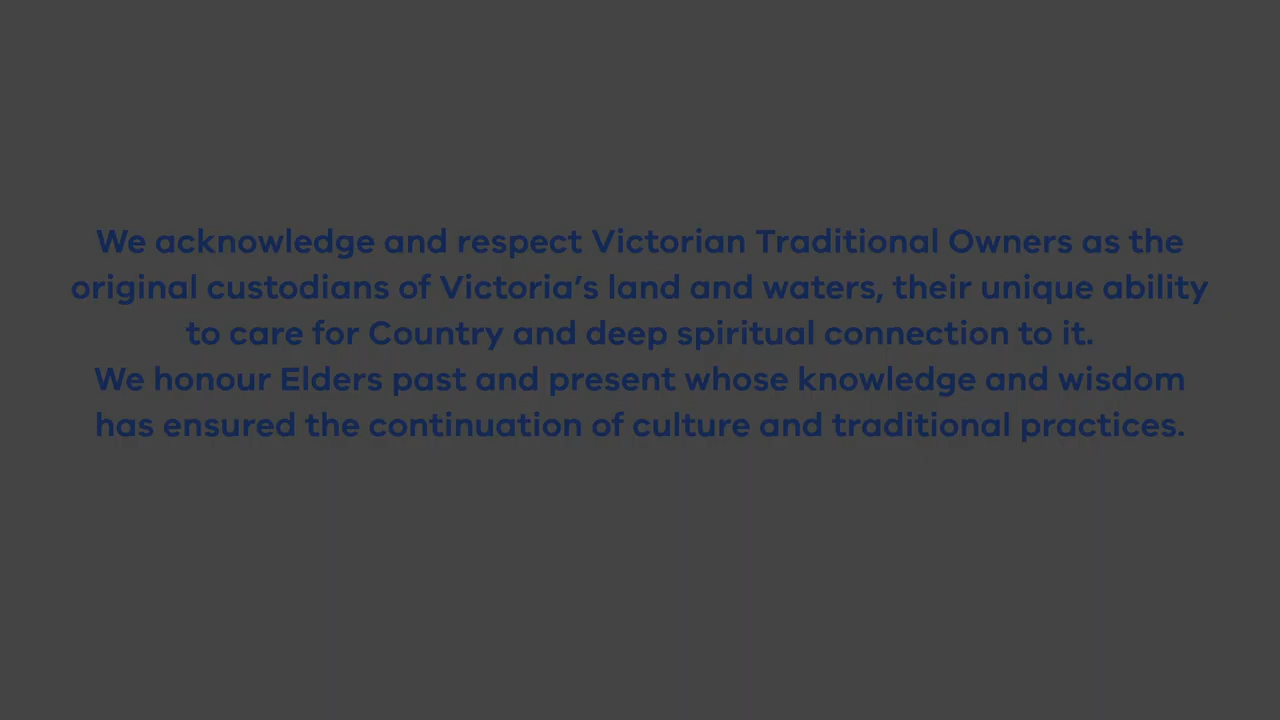 We acknowledge and respect Victorian Traditional Owners as the
original custodians of Victoria’s land and waters, their unique ability
to care for Country and deep spiritual connection to it.
We honour Elders past and present whose knowledge and wisdom
has ensured the continuation of culture and traditional practices.